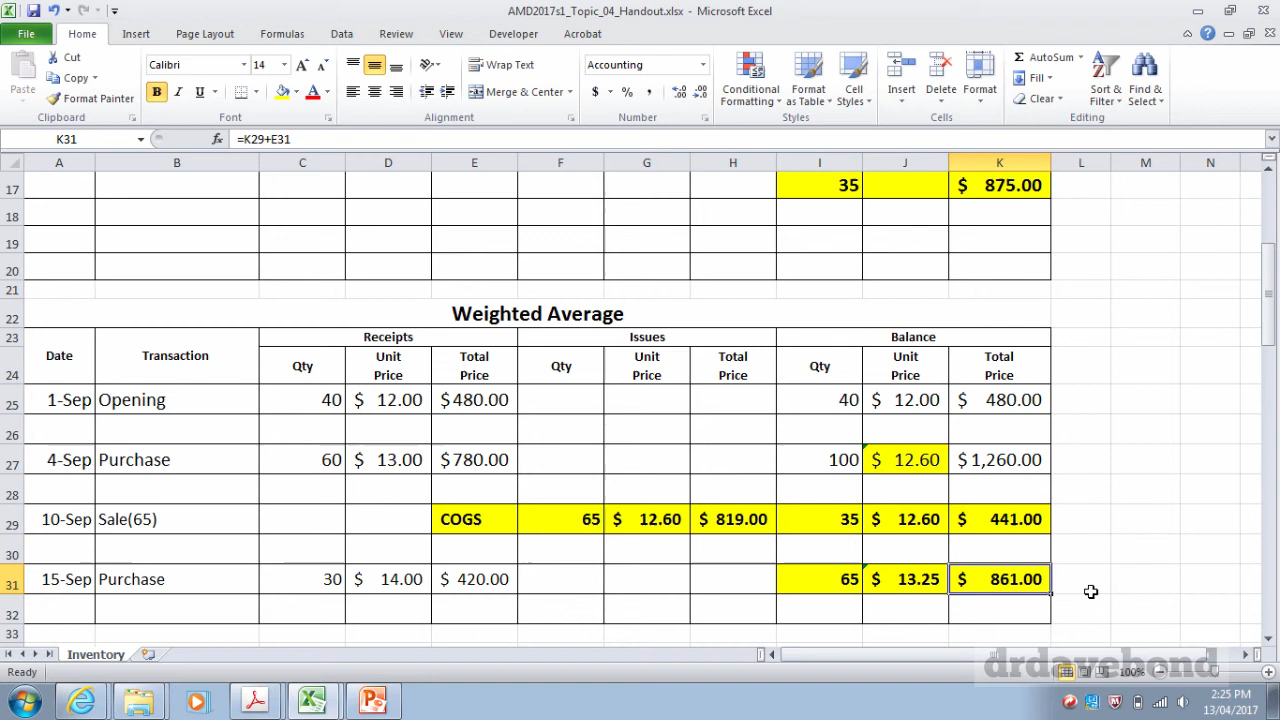 AMD2017s1_Topic_04_Handout.xlsx - Microsoft Excel
File Home Insert Page Layout Formulas Data Review View Developer Acrobat
Paste Cut Copy Format Painter Clipboard
Calibri 14 A A B I U A Font
Wrap Text Merge & Center Alignment
Accounting $ % , Number
Conditional Formatting Format as Table Cell Styles Styles
Insert Delete Format Cells
Σ AutoSum Fill Clear Sort & Filter Find & Select Editing
K31 fx =K29+E31
A B C D E F G H I J K L M N
17 35 $ 875.00
18
19
20
21
22 Weighted Average
23 Date Transaction Receipts Issues Balance
24 Qty Unit Price Total Price Qty Unit Price Total Price Qty Unit Price Total Price
25 1-Sep Opening 40 $ 12.00 $480.00 40 $ 12.00 $ 480.00
26
27 4-Sep Purchase 60 $ 13.00 $780.00 100 $ 12.60 $1,260.00
28
29 10-Sep Sale(65) COGS 65 $ 12.60 $ 819.00 35 $ 12.60 $ 441.00
30
31 15-Sep Purchase 30 $ 14.00 $ 420.00 65 $ 13.25 $ 861.00
32
33
Inventory
drdavebond
Ready 100%
2:25 PM
13/04/2017